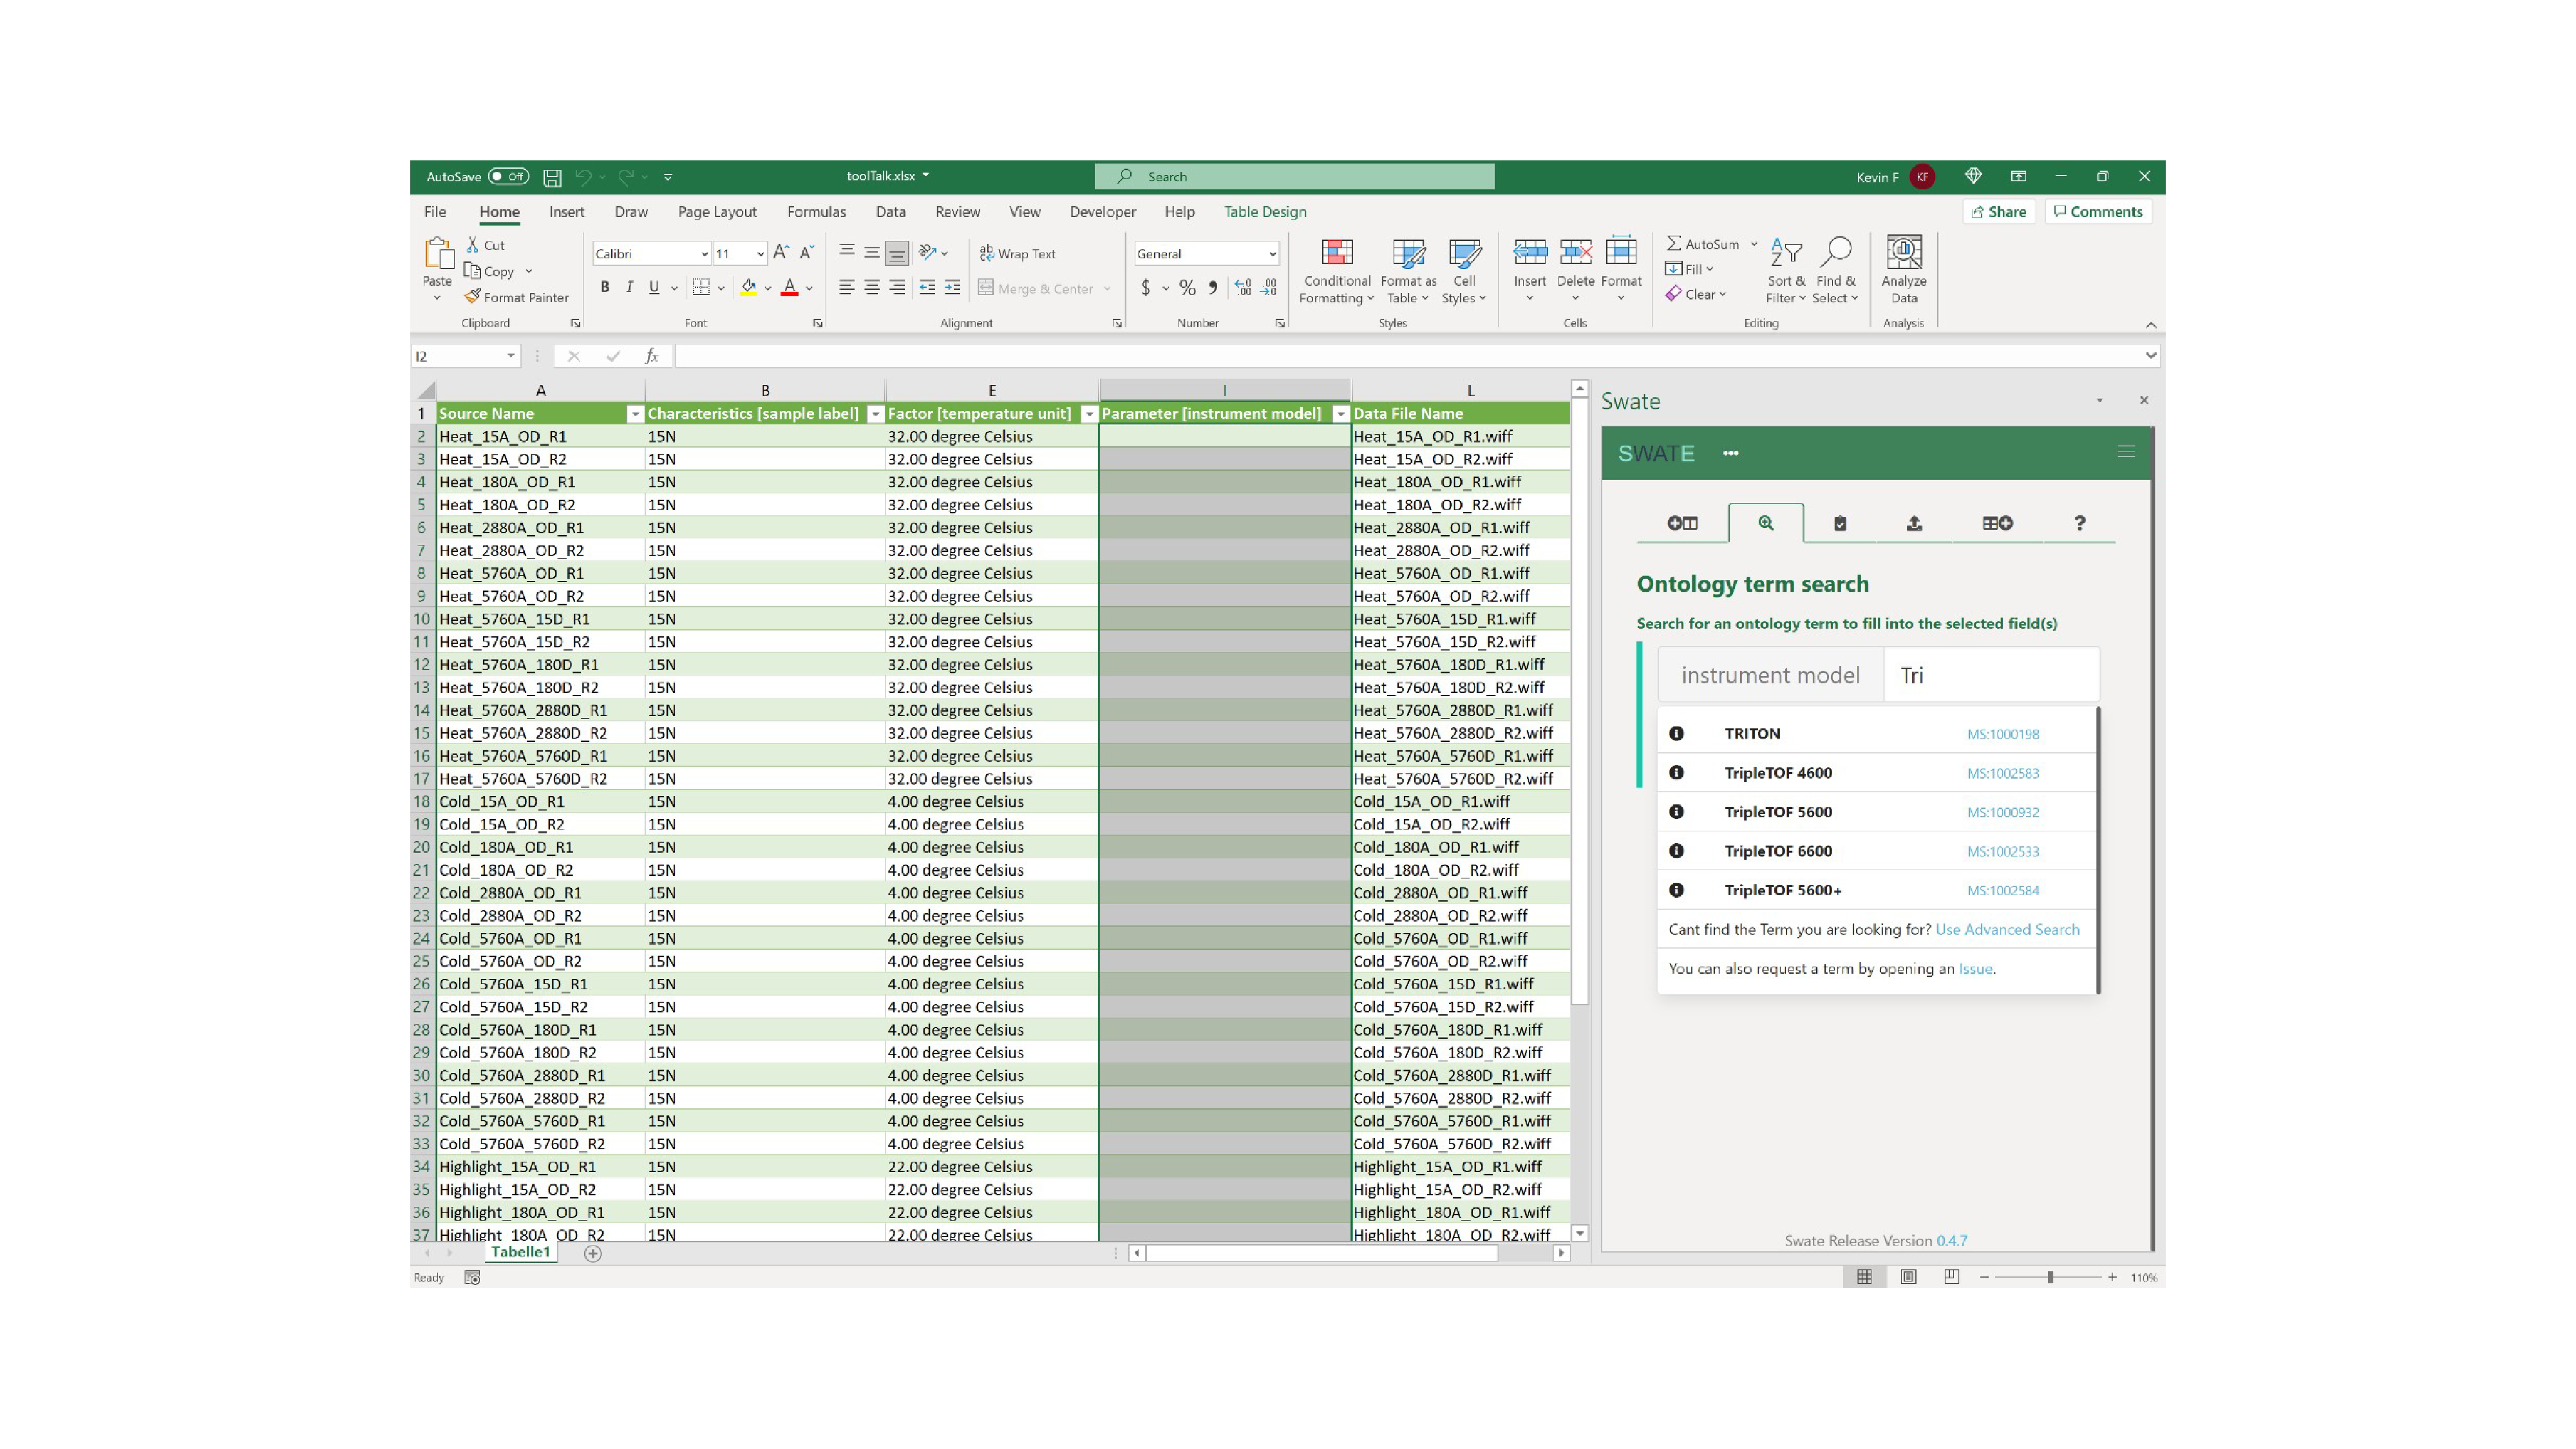 AutoSave Off toolTalk.xlsx Search Kevin F KF
File Home Insert Draw Page Layout Formulas Data Review View Developer Help Table Design Share Comments
Paste Cut Calibri 11 Wrap Text General Conditional Formatting Format as Table Cell Styles Insert Delete Format AutoSum Sort & Filter Find & Select Analyze Data
Copy Fill
Format Painter B I U Merge & Center $ % Clear
Clipboard Font Alignment Number Styles Cells Editing Analysis
I2 fx
A B E I L
1 Source Name Characteristics [sample label] Factor [temperature unit] Parameter [instrument model] Data File Name
2 Heat_15A_OD_R1 15N 32.00 degree Celsius Heat_15A_OD_R1.wiff
3 Heat_15A_OD_R2 15N 32.00 degree Celsius Heat_15A_OD_R2.wiff
4 Heat_180A_OD_R1 15N 32.00 degree Celsius Heat_180A_OD_R1.wiff
5 Heat_180A_OD_R2 15N 32.00 degree Celsius Heat_180A_OD_R2.wiff
6 Heat_2880A_OD_R1 15N 32.00 degree Celsius Heat_2880A_OD_R1.wiff
7 Heat_2880A_OD_R2 15N 32.00 degree Celsius Heat_2880A_OD_R2.wiff
8 Heat_5760A_OD_R1 15N 32.00 degree Celsius Heat_5760A_OD_R1.wiff
9 Heat_5760A_OD_R2 15N 32.00 degree Celsius Heat_5760A_OD_R2.wiff
10 Heat_5760A_15D_R1 15N 32.00 degree Celsius Heat_5760A_15D_R1.wiff
11 Heat_5760A_15D_R2 15N 32.00 degree Celsius Heat_5760A_15D_R2.wiff
12 Heat_5760A_180D_R1 15N 32.00 degree Celsius Heat_5760A_180D_R1.wiff
13 Heat_5760A_180D_R2 15N 32.00 degree Celsius Heat_5760A_180D_R2.wiff
14 Heat_5760A_2880D_R1 15N 32.00 degree Celsius Heat_5760A_2880D_R1.wiff
15 Heat_5760A_2880D_R2 15N 32.00 degree Celsius Heat_5760A_2880D_R2.wiff
16 Heat_5760A_5760D_R1 15N 32.00 degree Celsius Heat_5760A_5760D_R1.wiff
17 Heat_5760A_5760D_R2 15N 32.00 degree Celsius Heat_5760A_5760D_R2.wiff
18 Cold_15A_OD_R1 15N 4.00 degree Celsius Cold_15A_OD_R1.wiff
19 Cold_15A_OD_R2 15N 4.00 degree Celsius Cold_15A_OD_R2.wiff
20 Cold_180A_OD_R1 15N 4.00 degree Celsius Cold_180A_OD_R1.wiff
21 Cold_180A_OD_R2 15N 4.00 degree Celsius Cold_180A_OD_R2.wiff
22 Cold_2880A_OD_R1 15N 4.00 degree Celsius Cold_2880A_OD_R1.wiff
23 Cold_2880A_OD_R2 15N 4.00 degree Celsius Cold_2880A_OD_R2.wiff
24 Cold_5760A_OD_R1 15N 4.00 degree Celsius Cold_5760A_OD_R1.wiff
25 Cold_5760A_OD_R2 15N 4.00 degree Celsius Cold_5760A_OD_R2.wiff
26 Cold_5760A_15D_R1 15N 4.00 degree Celsius Cold_5760A_15D_R1.wiff
27 Cold_5760A_15D_R2 15N 4.00 degree Celsius Cold_5760A_15D_R2.wiff
28 Cold_5760A_180D_R1 15N 4.00 degree Celsius Cold_5760A_180D_R1.wiff
29 Cold_5760A_180D_R2 15N 4.00 degree Celsius Cold_5760A_180D_R2.wiff
30 Cold_5760A_2880D_R1 15N 4.00 degree Celsius Cold_5760A_2880D_R1.wiff
31 Cold_5760A_2880D_R2 15N 4.00 degree Celsius Cold_5760A_2880D_R2.wiff
32 Cold_5760A_5760D_R1 15N 4.00 degree Celsius Cold_5760A_5760D_R1.wiff
33 Cold_5760A_5760D_R2 15N 4.00 degree Celsius Cold_5760A_5760D_R2.wiff
34 Highlight_15A_OD_R1 15N 22.00 degree Celsius Highlight_15A_OD_R1.wiff
35 Highlight_15A_OD_R2 15N 22.00 degree Celsius Highlight_15A_OD_R2.wiff
36 Highlight_180A_OD_R1 15N 22.00 degree Celsius Highlight_180A_OD_R1.wiff
37 Highlight_180A_OD_R2 15N 22.00 degree Celsius Highlight_180A_OD_R2.wiff
Tabelle1
Ready 110%
Swate
SWATE
Ontology term search
Search for an ontology term to fill into the selected field(s)
instrument model Tri
TRITON MS:1000198
TripleTOF 4600 MS:1002583
TripleTOF 5600 MS:1000932
TripleTOF 6600 MS:1002533
TripleTOF 5600+ MS:1002584
Cant find the Term you are looking for? Use Advanced Search
You can also request a term by opening an Issue.
Swate Release Version 0.4.7